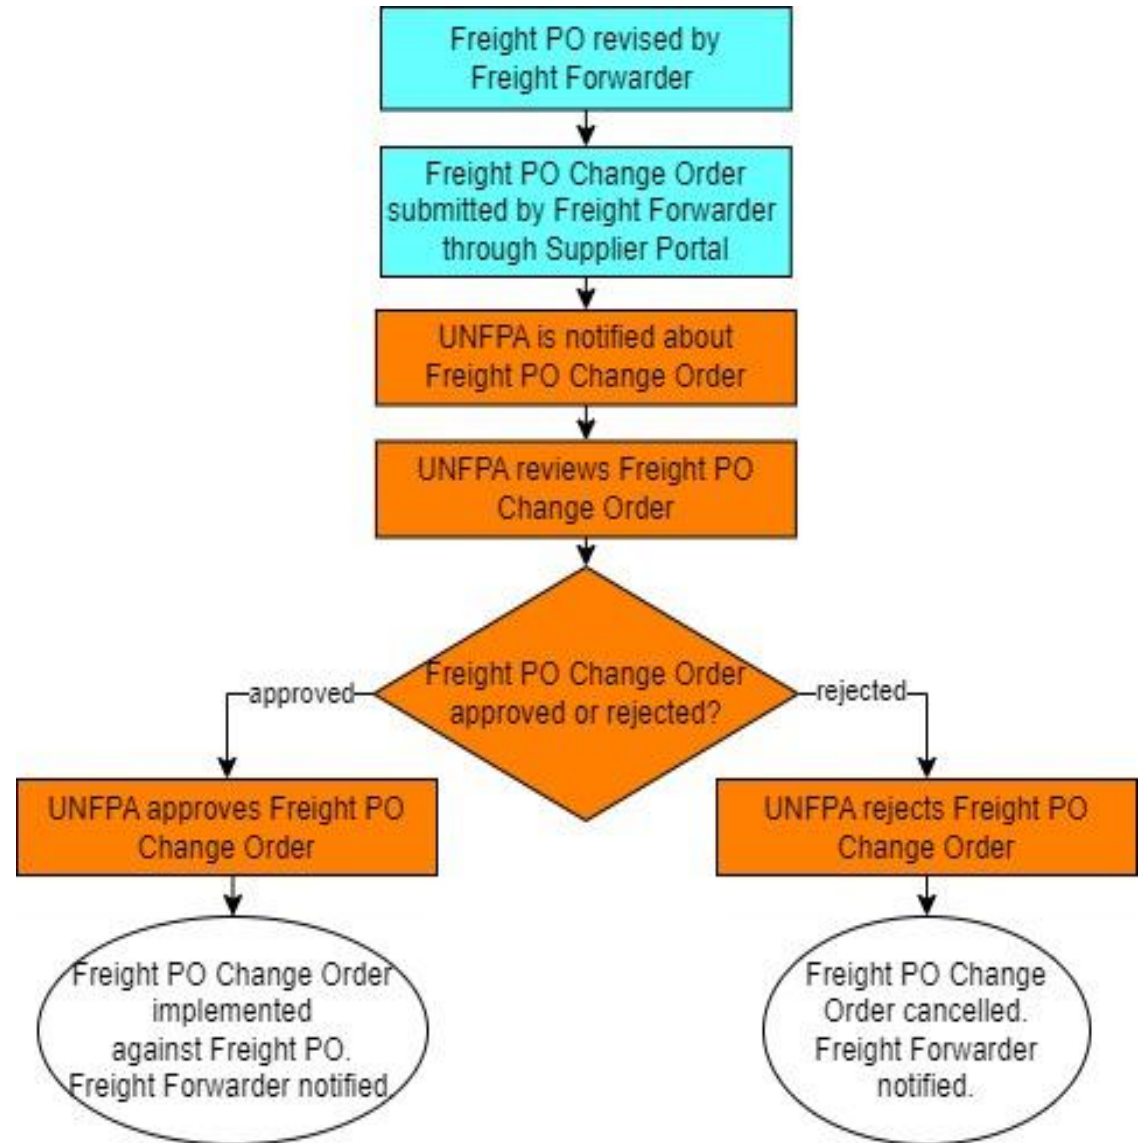 Freight PO revised by
Freight Forwarder
Freight PO Change Order
submitted by Freight Forwarder
through Supplier Portal
UNFPA is notified about
Freight PO Change Order
UNFPA reviews Freight PO
Change Order
Freight PO Change Order
approved or rejected?
approved
rejected
UNFPA approves Freight PO
Change Order
UNFPA rejects Freight PO
Change Order
Freight PO Change Order
implemented
against Freight PO.
Freight Forwarder notified
Freight PO Change
Order cancelled.
Freight Forwarder
notified.